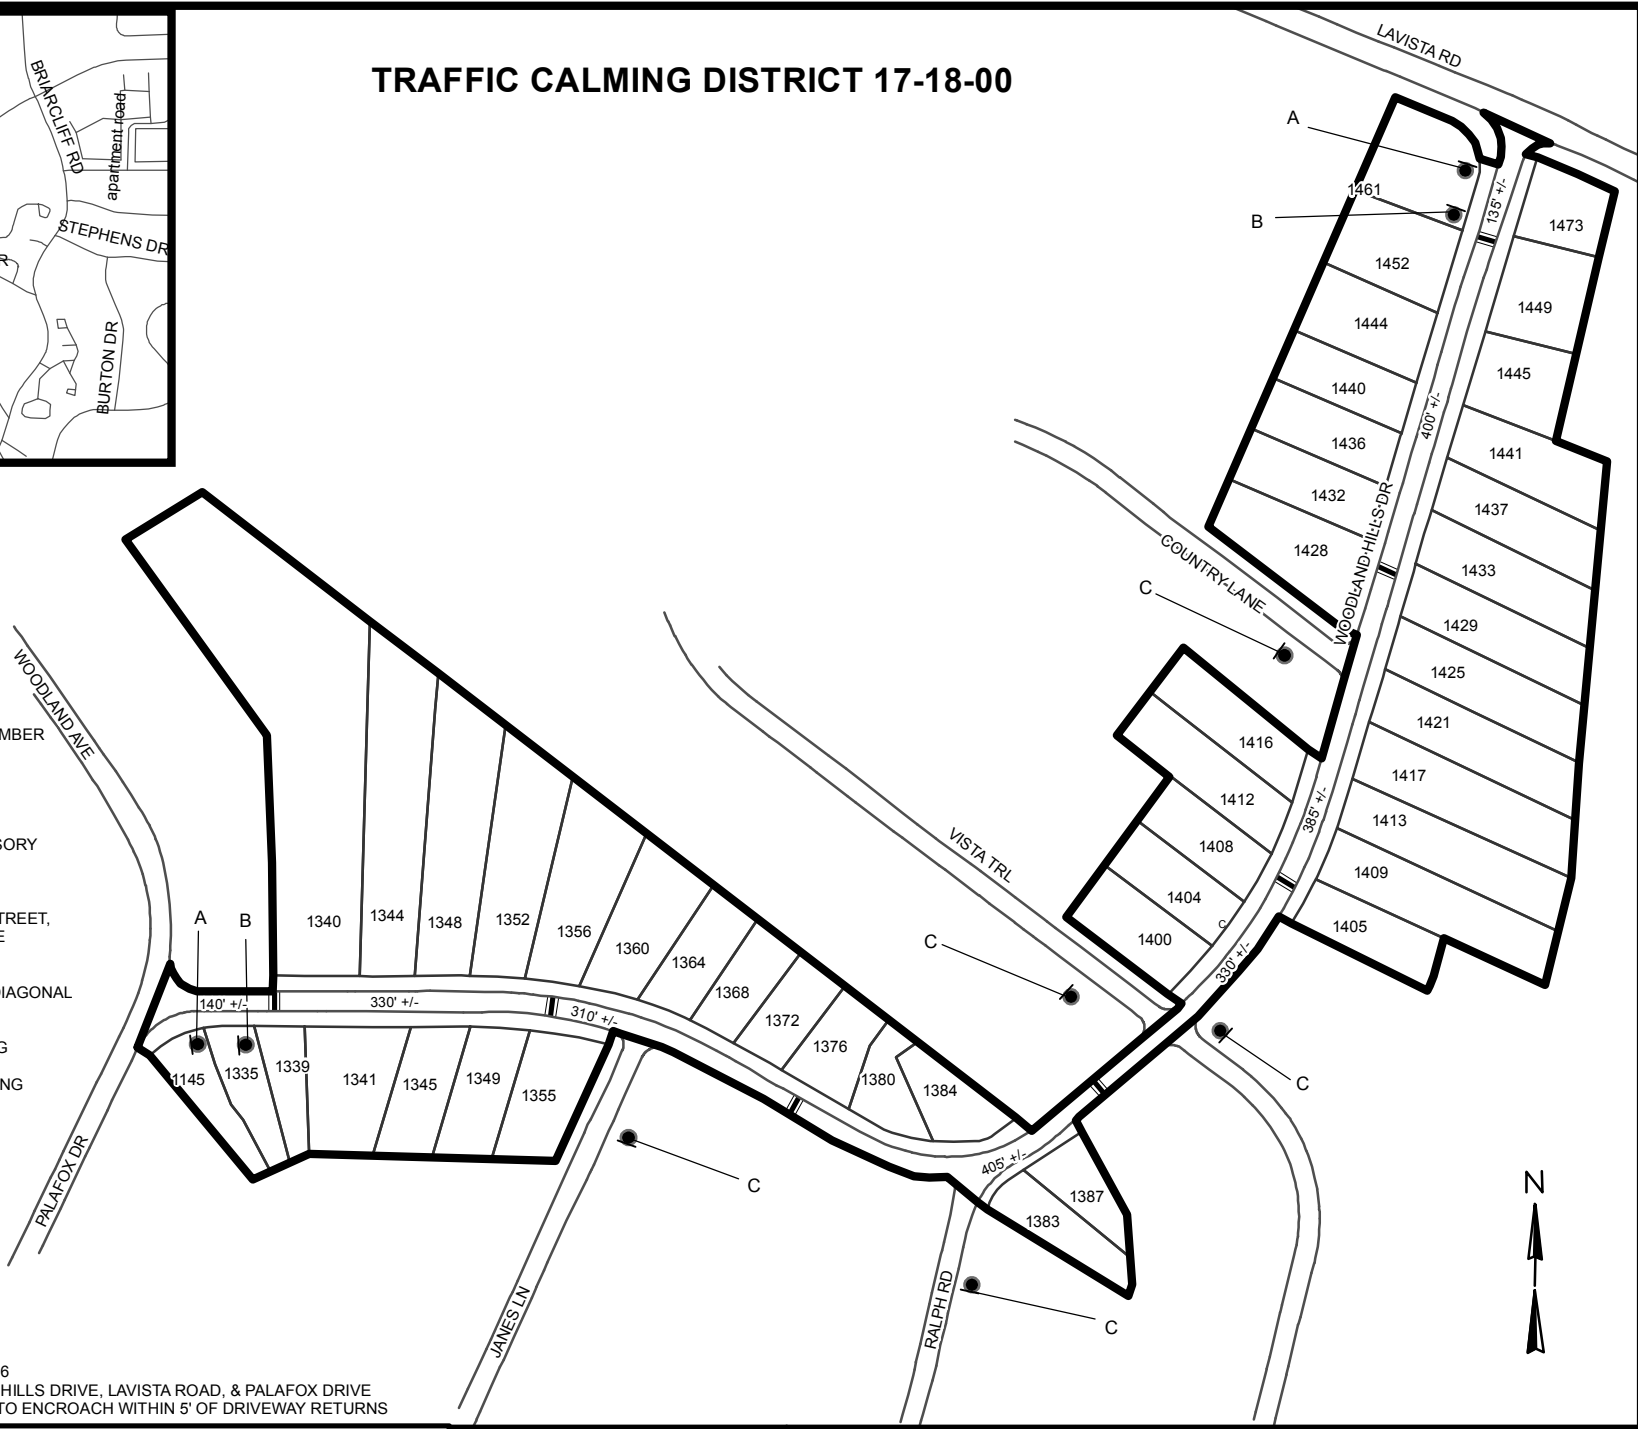 TRAFFIC CALMING DISTRICT 17-18-00
LAVISTA RD
BRIARCLIFF RD
apartment road
STEPHENS DR
R
BURTON DR
A
B
1461
135' +/-
1473
1452
1449
1444
1445
1440
400' +/-
1436
1441
1432
1437
1428
WOODLAND HILLS DR
1433
COUNTRY LANE
C
1429
1425
1421
1416
1417
1412
385' +/-
1413
1408
1409
1404
C
1405
1400
330' +/-
VISTA TRL
C
C
WOODLAND AVE
MBER
SORY
TREET,
E
DIAGONAL
G
NG
A
B
140' +/-
330' +/-
310' +/-
1340
1344
1348
1352
1356
1360
1364
1368
1372
1376
1380
1384
1145
1335
1339
1341
1345
1349
1355
405' +/-
1387
1383
PALAFOX DR
JANES LN
C
RALPH RD
C
N
6
HILLS DRIVE, LAVISTA ROAD, & PALAFOX DRIVE
TO ENCROACH WITHIN 5' OF DRIVEWAY RETURNS